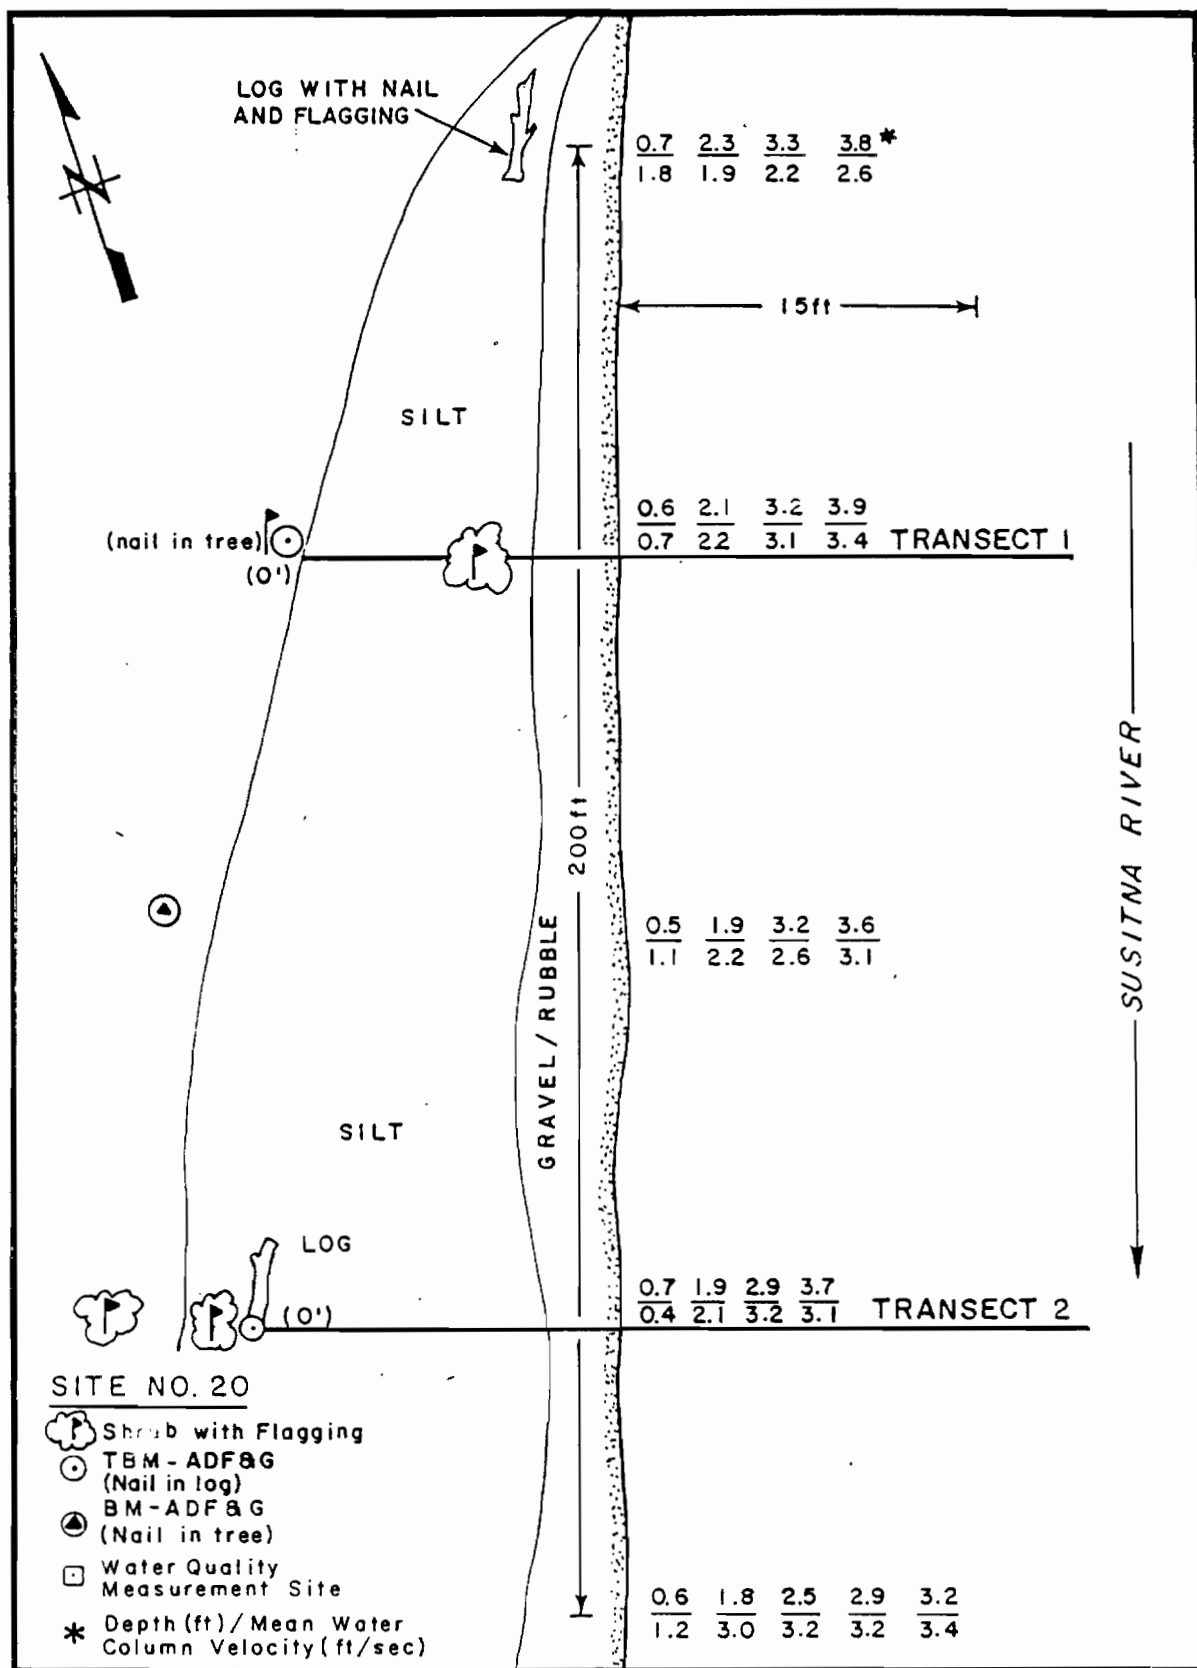 LOG WITH NAIL
AND FLAGGING
0.7 2.3 3.3 3.8*
1.8 1.9 2.2 2.6
15ft
SILT
(nail in tree)
(0')
0.6 2.1 3.2 3.9
0.7 2.2 3.1 3.4 TRANSECT 1
200ft
GRAVEL / RUBBLE
SUSITNA RIVER
0.5 1.9 3.2 3.6
1.1 2.2 2.6 3.1
SILT
LOG
(0')
0.7 1.9 2.9 3.7
0.4 2.1 3.2 3.1 TRANSECT 2
SITE NO. 20
Shrub with Flagging
TBM - ADF&G
(Nail in log)
BM-ADF&G
(Nail in tree)
Water Quality
Measurement Site
* Depth (ft) / Mean Water
Column Velocity (ft/sec)
0.6 1.8 2.5 2.9 3.2
1.2 3.0 3.2 3.2 3.4